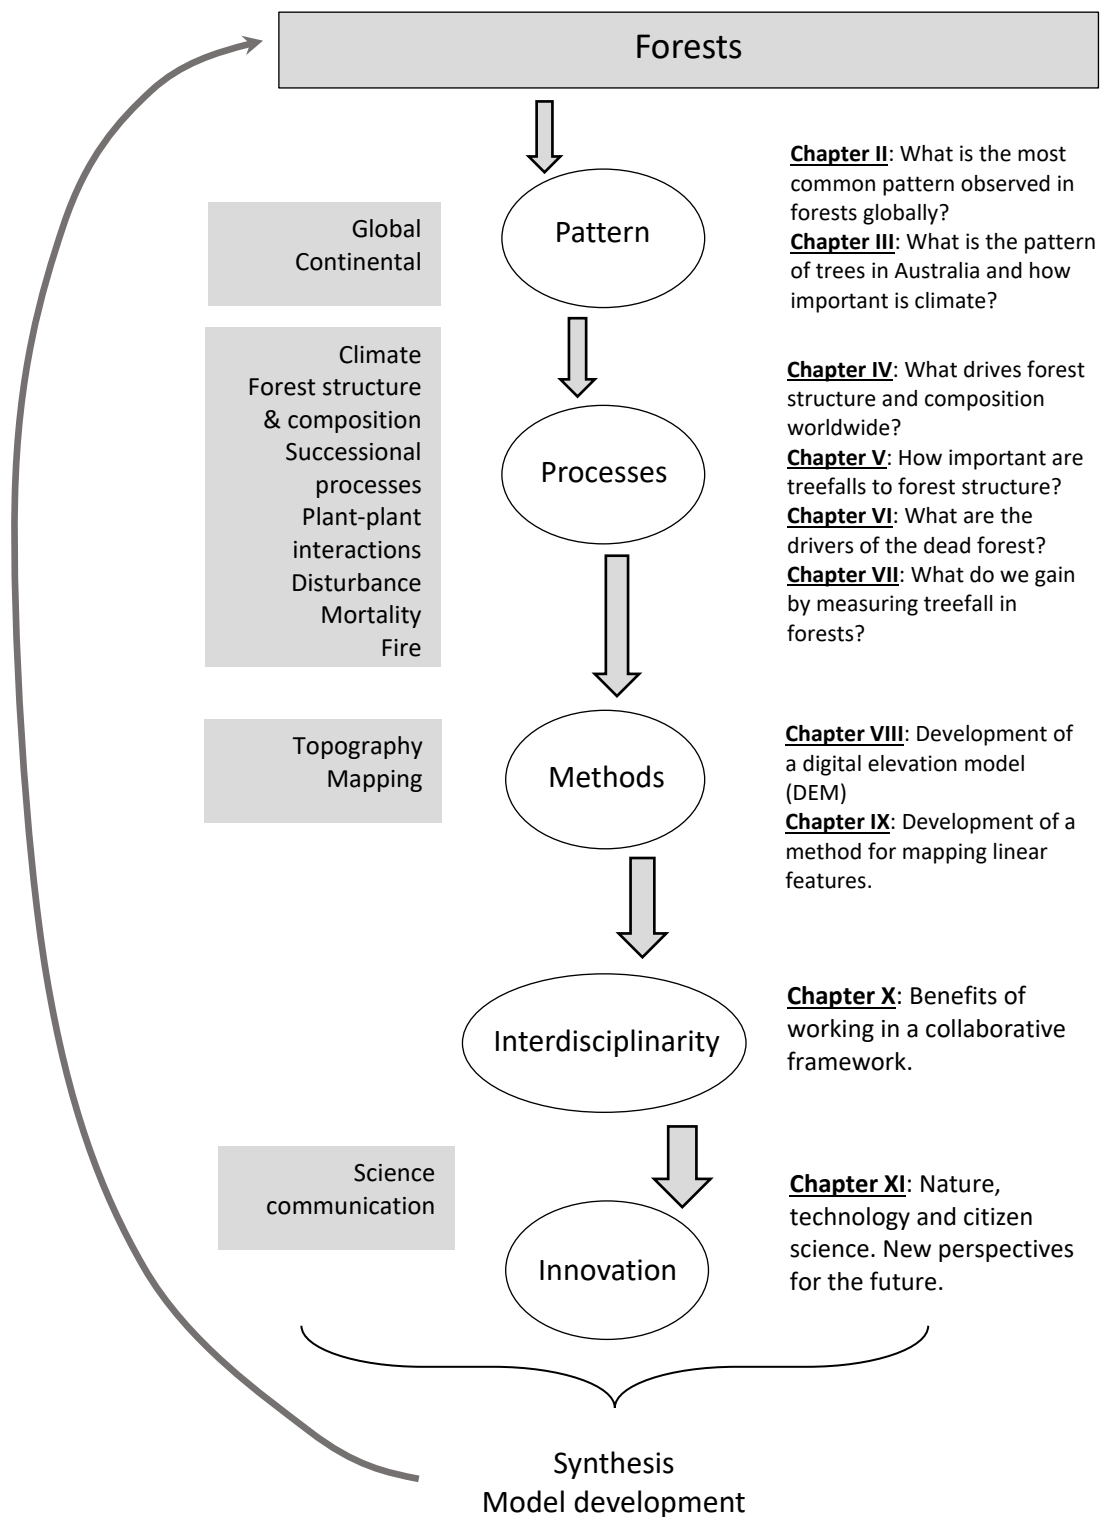 Forests
Pattern
Global
Continental
Chapter II: What is the most
common pattern observed in
forests globally?
Chapter III: What is the pattern
of trees in Australia and how
important is climate?
Processes
Climate
Forest structure
& composition
Successional
processes
Plant-plant
interactions
Disturbance
Mortality
Fire
Chapter IV: What drives forest
structure and composition
worldwide?
Chapter V: How important are
treefalls to forest structure?
Chapter VI: What are the
drivers of the dead forest?
Chapter VII: What do we gain
by measuring treefall in
forests?
Methods
Topography
Mapping
Chapter VIII: Development of
a digital elevation model
(DEM)
Chapter IX: Development of a
method for mapping linear
features.
Interdisciplinarity
Chapter X: Benefits of
working in a collaborative
framework.
Innovation
Science
communication
Chapter XI: Nature,
technology and citizen
science. New perspectives
for the future.
Synthesis
Model development